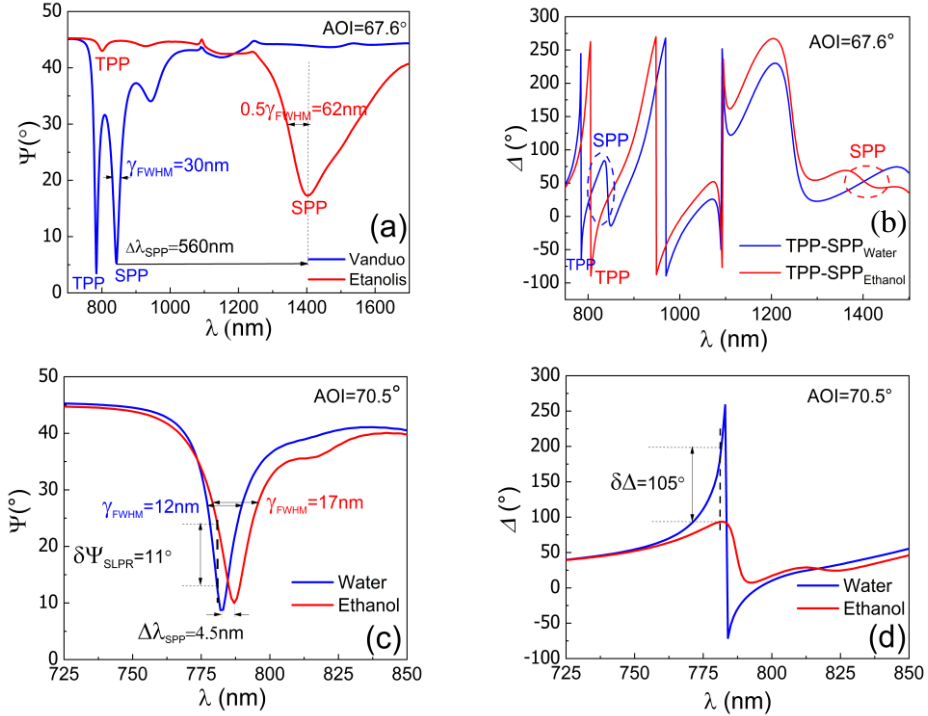 AOI=67.6°
TPP
0.5γFWHM=62nm
γFWHM=30nm
SPP
(a)
ΔλSPP=560nm
Vanduo
Etanolis
TPP
SPP
Ψ(°)
50
40
30
20
10
0
800
1000
1200
1400
1600
λ (nm)
AOI=67.6°
SPP
SPP
(b)
TPP
TPP
TPP-SPPWater
TPP-SPPEthanol
Δ (°)
300
250
200
150
100
50
0
-50
-100
800
1000
1200
1400
λ (nm)
AOI=70.5°
γFWHM=12nm
γFWHM=17nm
δΨSLPR=11°
Water
Ethanol
ΔλSPP=4.5nm
(c)
Ψ(°)
50
40
30
20
10
0
725
750
775
800
825
850
λ (nm)
AOI=70.5°
δΔ=105°
Water
Ethanol
(d)
Δ (°)
300
250
200
150
100
50
0
-50
-100
725
750
775
800
825
850
λ (nm)